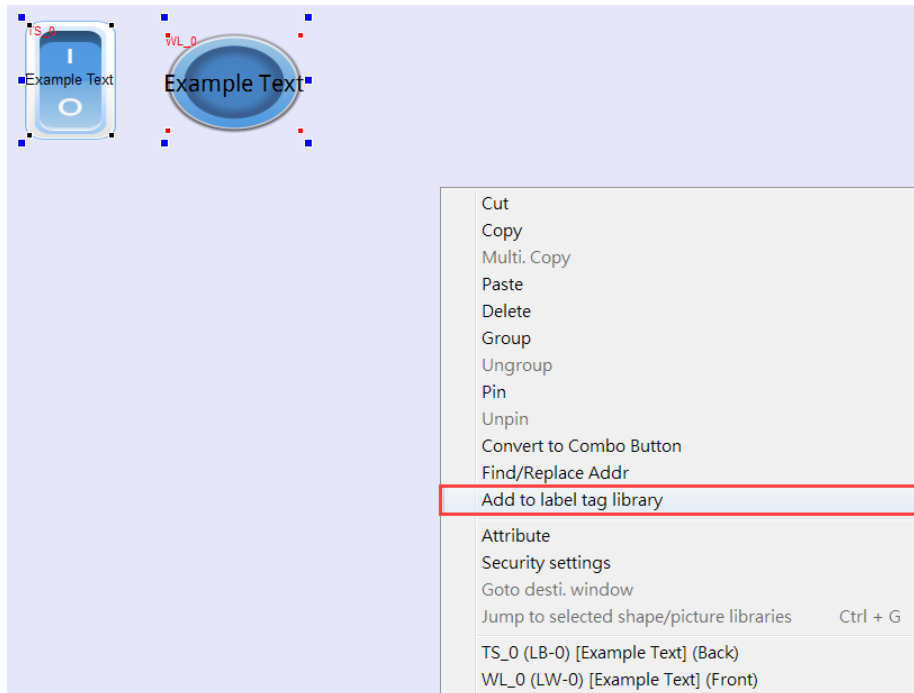 TS_0
WL_0
I
Example Text
Example Text
O
Cut
Copy
Multi. Copy
Paste
Delete
Group
Ungroup
Pin
Unpin
Convert to Combo Button
Find/Replace Addr
Add to label tag library
Attribute
Security settings
Goto desti. window
Jump to selected shape/picture libraries Ctrl + G
TS_0 (LB-0) [Example Text] (Back)
WL_0 (LW-0) [Example Text] (Front)